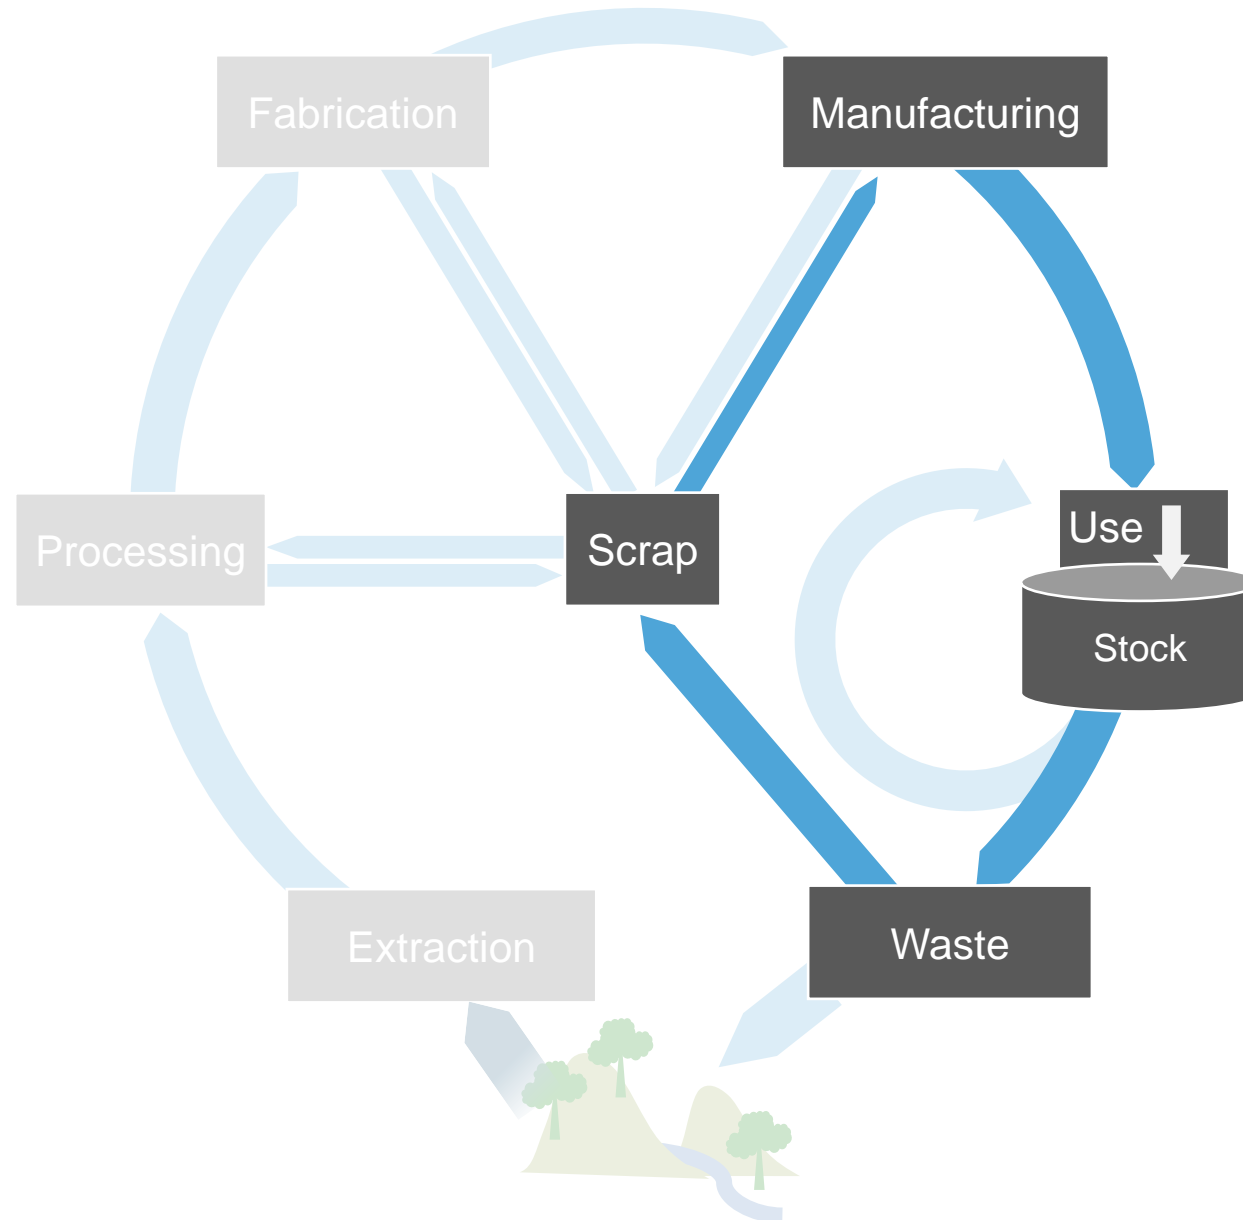 Fabrication
Manufacturing
Processing
Scrap
Use
Stock
Extraction
Waste